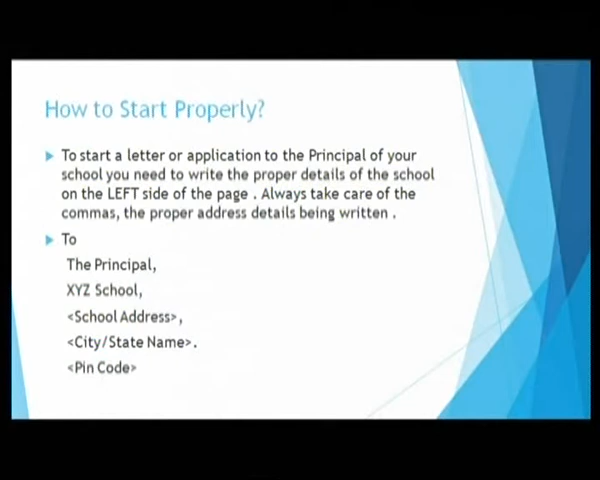 How to Start Properly?
To start a letter or application to the Principal of your
school you need to write the proper details of the school
on the LEFT side of the page . Always take care of the
commas, the proper address details being written .
To
The Principal,
XYZ School,
<School Address>,
<City/State Name>.
<Pin Code>